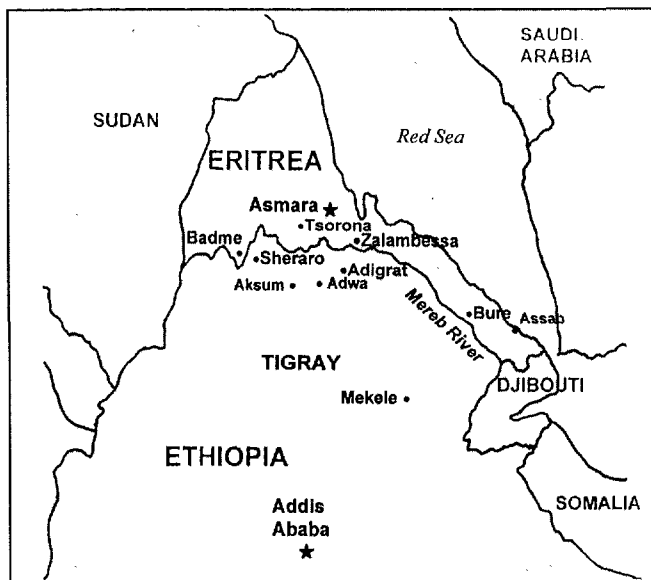 SAUDI
ARABIA
SUDAN
Red Sea
ERITREA
Asmara
Tsorona
Badme
Zalambessa
Sheraro
Adigrat
Aksum
Adwa
Mereb River
Bure
Assab
TIGRAY
DJIBOUTI
Mekele
ETHIOPIA
SOMALIA
Addis
Ababa